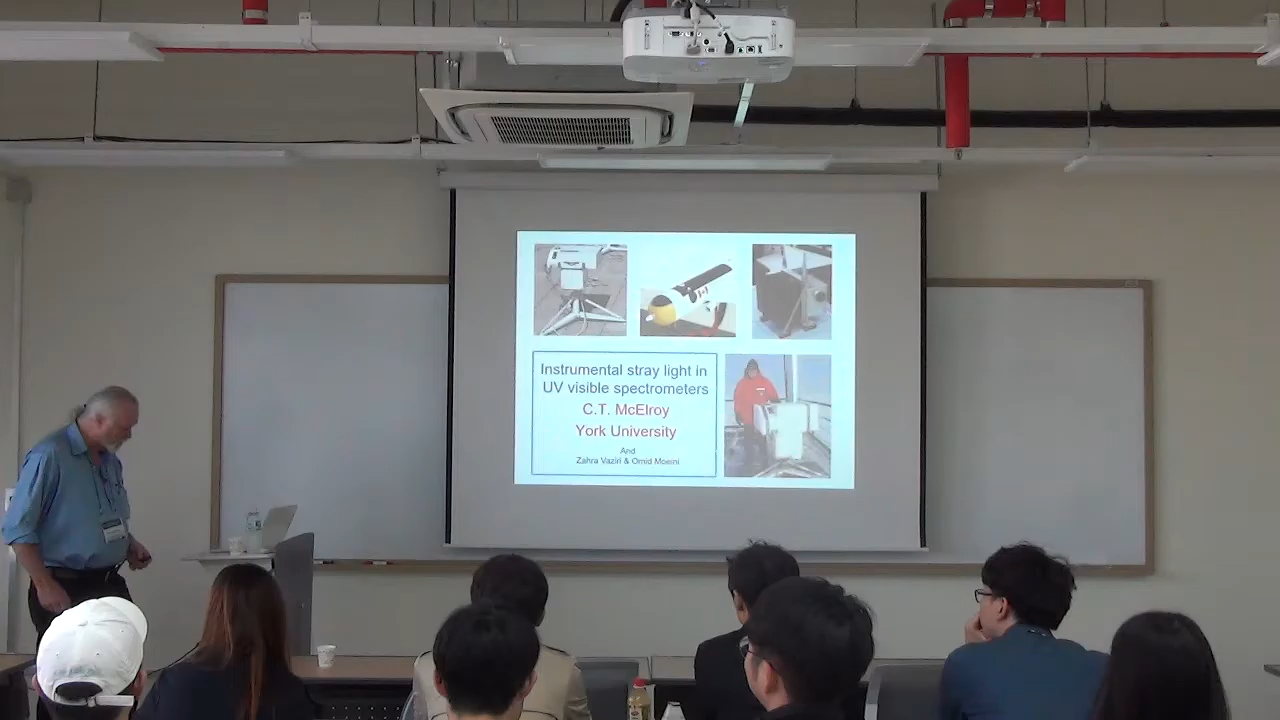 Instrumental stray light in
UV visible spectrometers
C.T. McElroy
York University
And
Zahra Vaziri & Omid Moeini